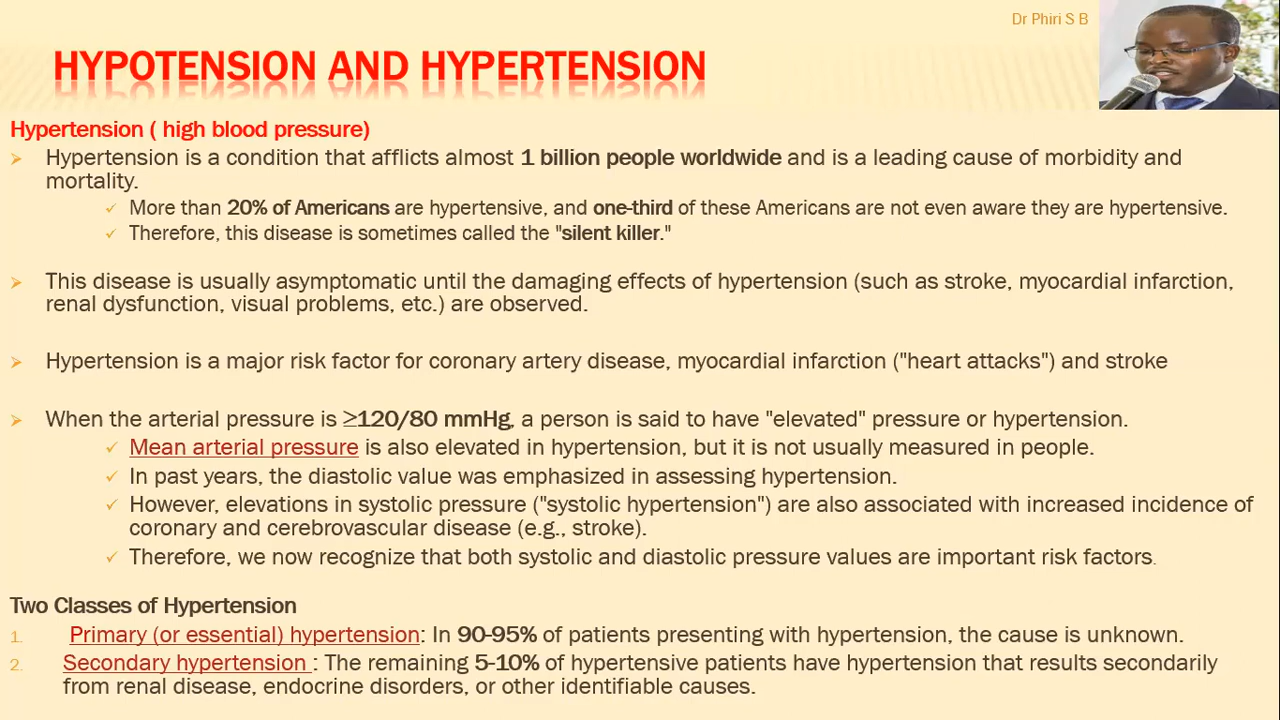 Dr Phiri S B
HYPOTENSION AND HYPERTENSION
Hypertension ( high blood pressure)
Hypertension is a condition that afflicts almost 1 billion people worldwide and is a leading cause of morbidity and
mortality.
More than 20% of Americans are hypertensive, and one-third of these Americans are not even aware they are hypertensive.
Therefore, this disease is sometimes called the "silent killer."
This disease is usually asymptomatic until the damaging effects of hypertension (such as stroke, myocardial infarction,
renal dysfunction, visual problems, etc.) are observed.
Hypertension is a major risk factor for coronary artery disease, myocardial infarction ("heart attacks") and stroke
When the arterial pressure is ≥120/80 mmHg, a person is said to have "elevated" pressure or hypertension.
Mean arterial pressure is also elevated in hypertension, but it is not usually measured in people.
In past years, the diastolic value was emphasized in assessing hypertension.
However, elevations in systolic pressure ("systolic hypertension") are also associated with increased incidence of
coronary and cerebrovascular disease (e.g., stroke).
Therefore, we now recognize that both systolic and diastolic pressure values are important risk factors.
Two Classes of Hypertension
1. Primary (or essential) hypertension: In 90-95% of patients presenting with hypertension, the cause is unknown.
2. Secondary hypertension : The remaining 5-10% of hypertensive patients have hypertension that results secondarily
from renal disease, endocrine disorders, or other identifiable causes.